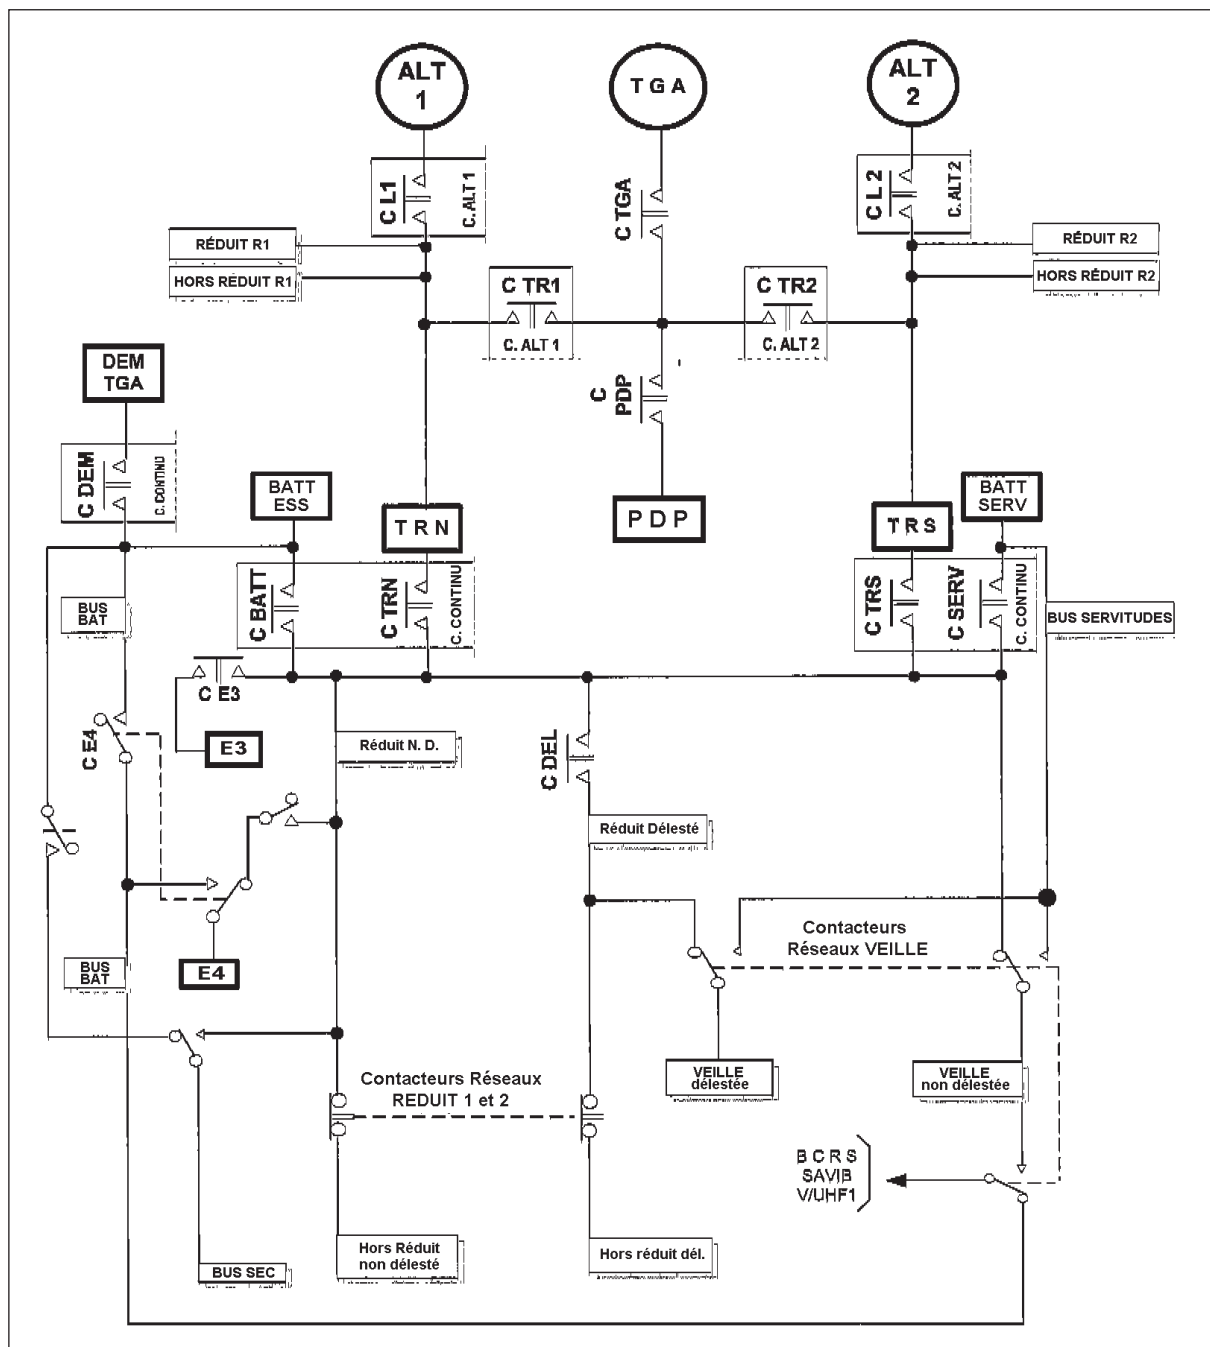 ALT
1
T G A
ALT
2
C L1
C. ALT 1
C TGA
C L 2
C. ALT 2
RÉDUIT R1
HORS RÉDUIT R1
RÉDUIT R2
HORS RÉDUIT R2
C TR1
C. ALT 1
C TR2
C. ALT 2
DEM
TGA
C
PDP
C DEM
C. CONTINU
BATT
ESS
T R N
P D P
T R S
BATT
SERV
C BATT
C TRN
C. CONTINU
C TRS
C SERV
C. CONTINU
BUS
BAT
BUS SERVITUDES
C E3
C E4
E3
Réduit N. D.
C DEL
Réduit Délesté
Contacteurs
Réseaux VEILLE
BUS
BAT
E4
VEILLE
délestée
VEILLE
non délestée
Contacteurs Réseaux
REDUIT 1 et 2
B C R S
SAVIB
V/UHF1
Hors Réduit
non délesté
Hors réduit dél.
BUS SEC